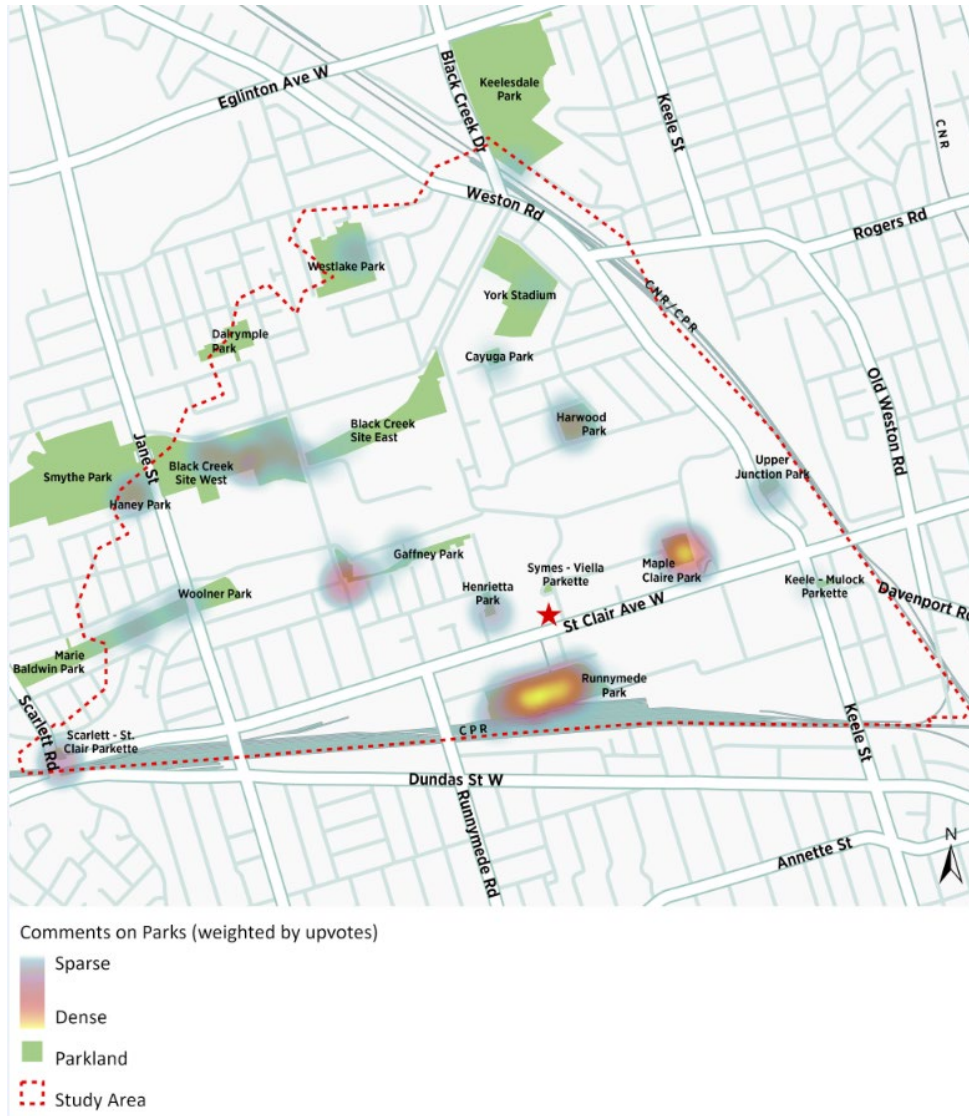 Eglinton Ave W
Black Creek Dr
Keelesdale
Park
Keele St
CNR
Weston Rd
Rogers Rd
Westlake Park
York Stadium
CNR/CPR
Dalrymple
Park
Cayuga Park
Old Weston Rd
Jane St
Black Creek
Site East
Harwood
Park
Smythe Park
Black Creek
Site West
Upper
Junction Park
Haney Park
Gaffney Park
Symes - Viella
Parkette
Maple
Claire Park
Woolner Park
Henrietta
Park
Keele - Mulock
Parkette
Davenport Rd
St Clair Ave W
Marie
Baldwin Park
Runnymede
Park
Scarlett Rd
Scarlett - St.
Clair Parkette
CPR
Keele St
Dundas St W
Runnymede Rd
Annette St
N
Comments on Parks (weighted by upvotes)
Sparse
Dense
Parkland
Study Area